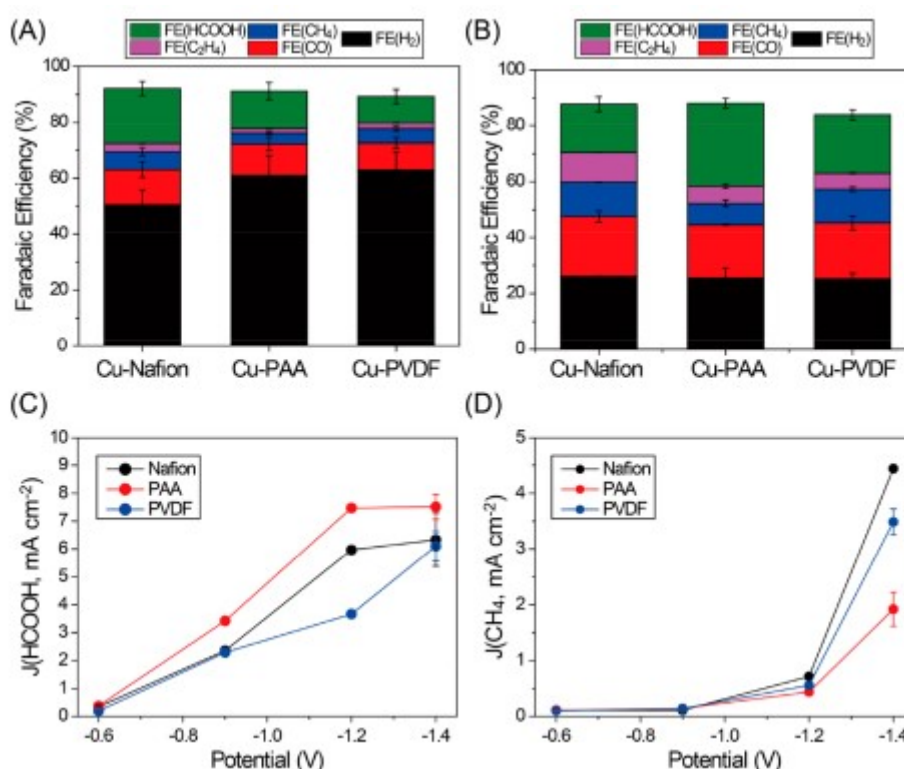 (A)
FE(HCOOH) FE(CH₄) FE(H₂)
FE(C₂H₄) FE(CO)
Faradaic Efficiency (%)
100
80
60
40
20
0
Cu-Nafion Cu-PAA Cu-PVDF
(B)
FE(HCOOH) FE(CH₄) FE(H₂)
FE(C₂H₄) FE(CO)
Faradaic Efficiency (%)
100
80
60
40
20
0
Cu-Nafion Cu-PAA Cu-PVDF
(C)
Nafion
PAA
PVDF
J(HCOOH, mA cm⁻²)
10
9
8
7
6
5
4
3
2
1
0
-0.6 -0.8 -1.0 -1.2 -1.4
Potential (V)
(D)
Nafion
PAA
PVDF
J(CH₄, mA cm⁻²)
5
4
3
2
1
0
-0.6 -0.8 -1.0 -1.2 -1.4
Potential (V)